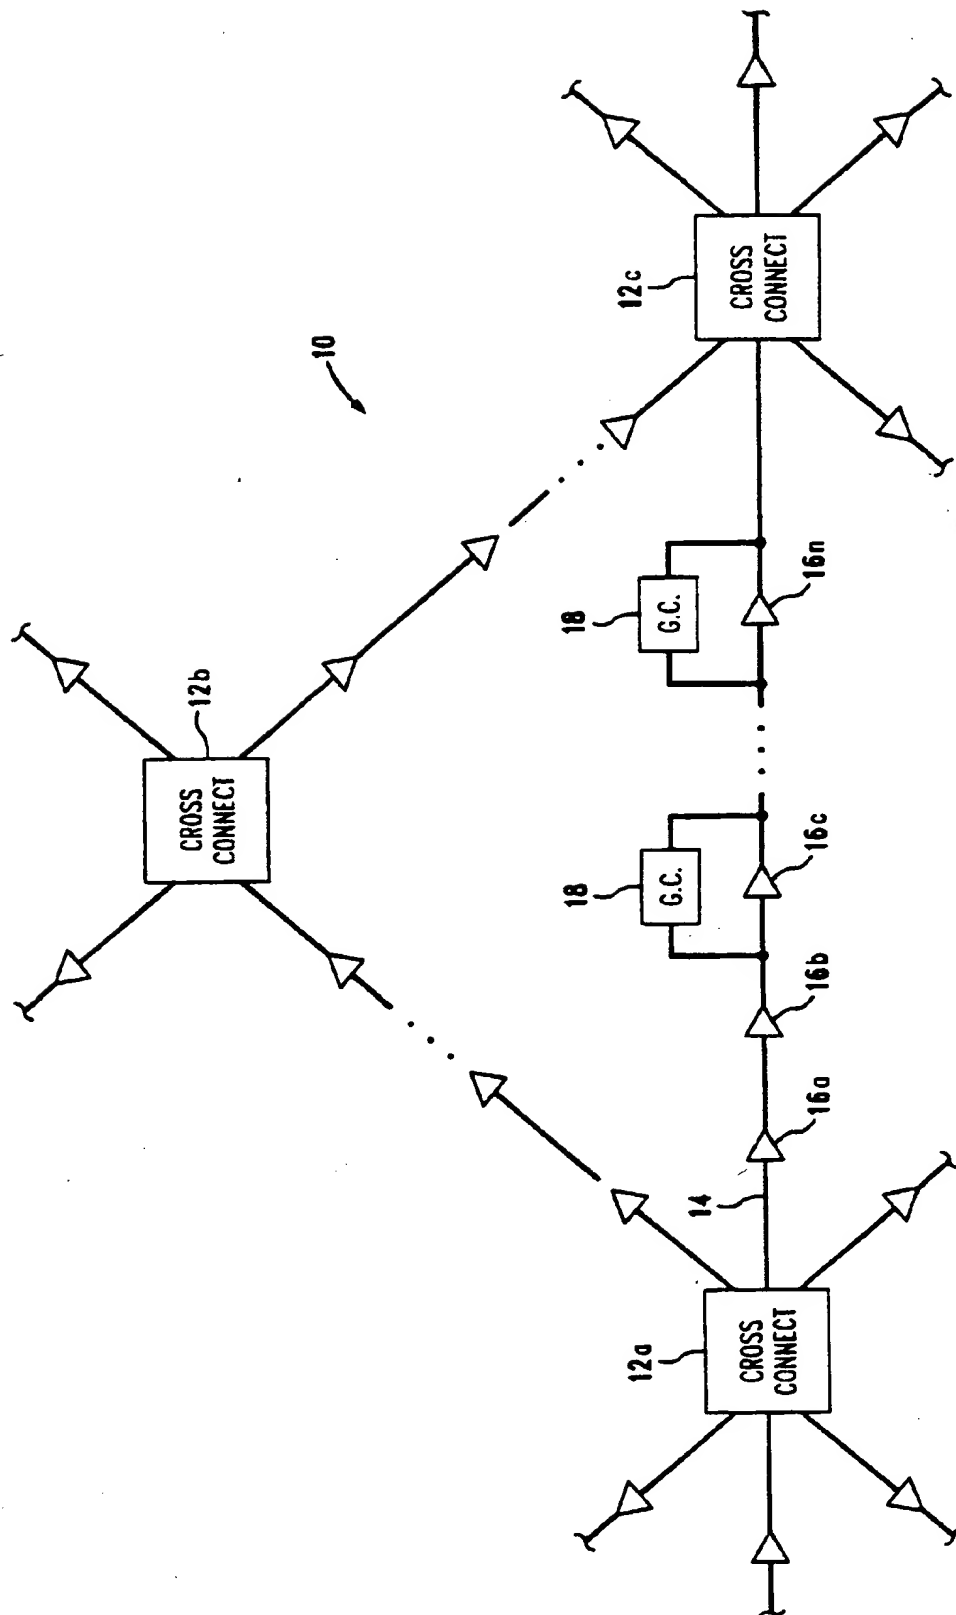 10
CROSS
CONNECT
12b
12a
CROSS
CONNECT
14
16a
16b
16c
18
G.C.
18
G.C.
16n
12c
CROSS
CONNECT